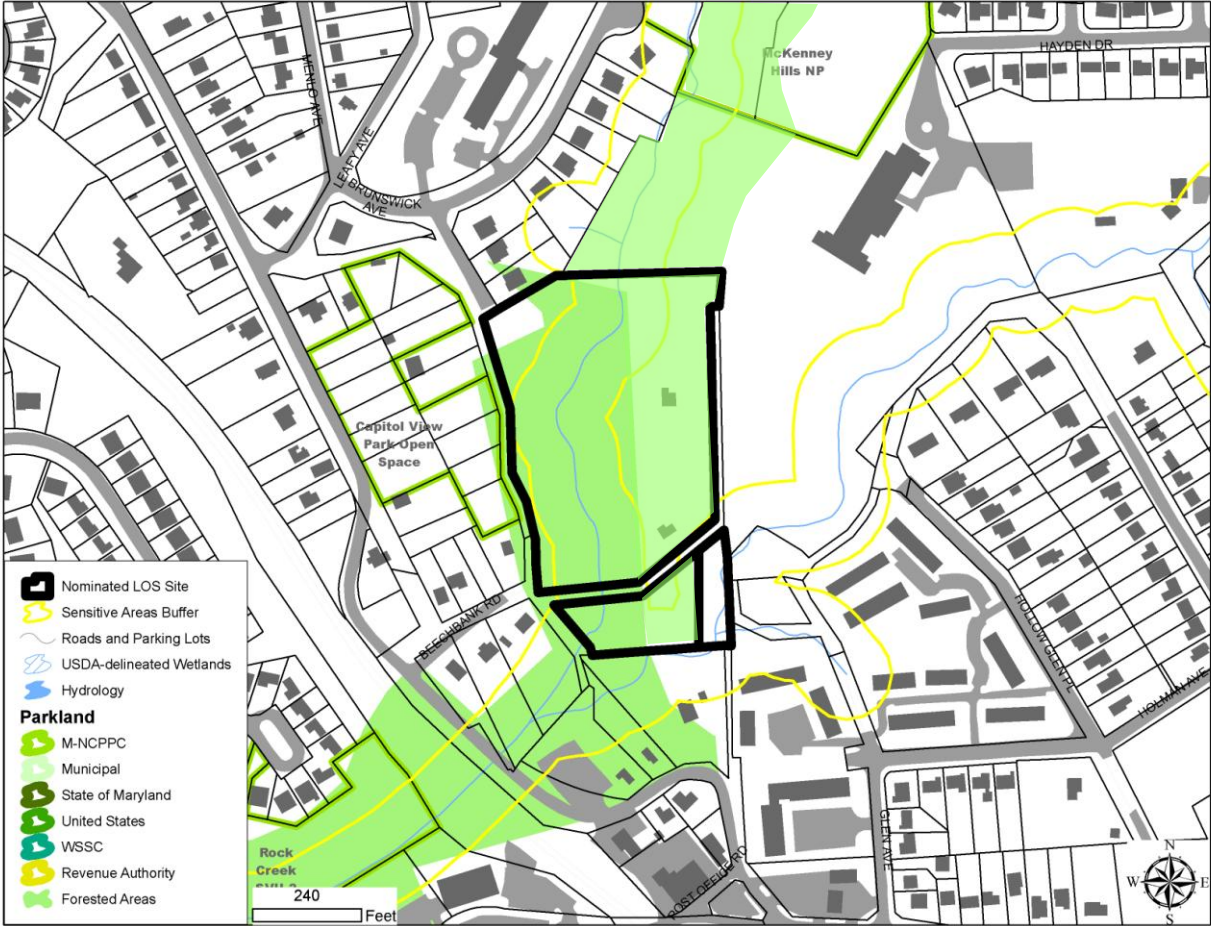 McKenney
Hills NP
HAYDEN DR
MENLO AVE
LEAFY AVE
BRUNSWICK
AVE
Capitol View
Park Open
Space
BEECHBANK RD
HOLLOW GLEN PL
HOLMAN AVE
GLEN AVE
POST OFFICE RD
Rock
Creek
Nominated LOS Site
Sensitive Areas Buffer
Roads and Parking Lots
USDA-delineated Wetlands
Hydrology
Parkland
M-NCPPC
Municipal
State of Maryland
United States
WSSC
Revenue Authority
Forested Areas
240
Feet
N
W E
S